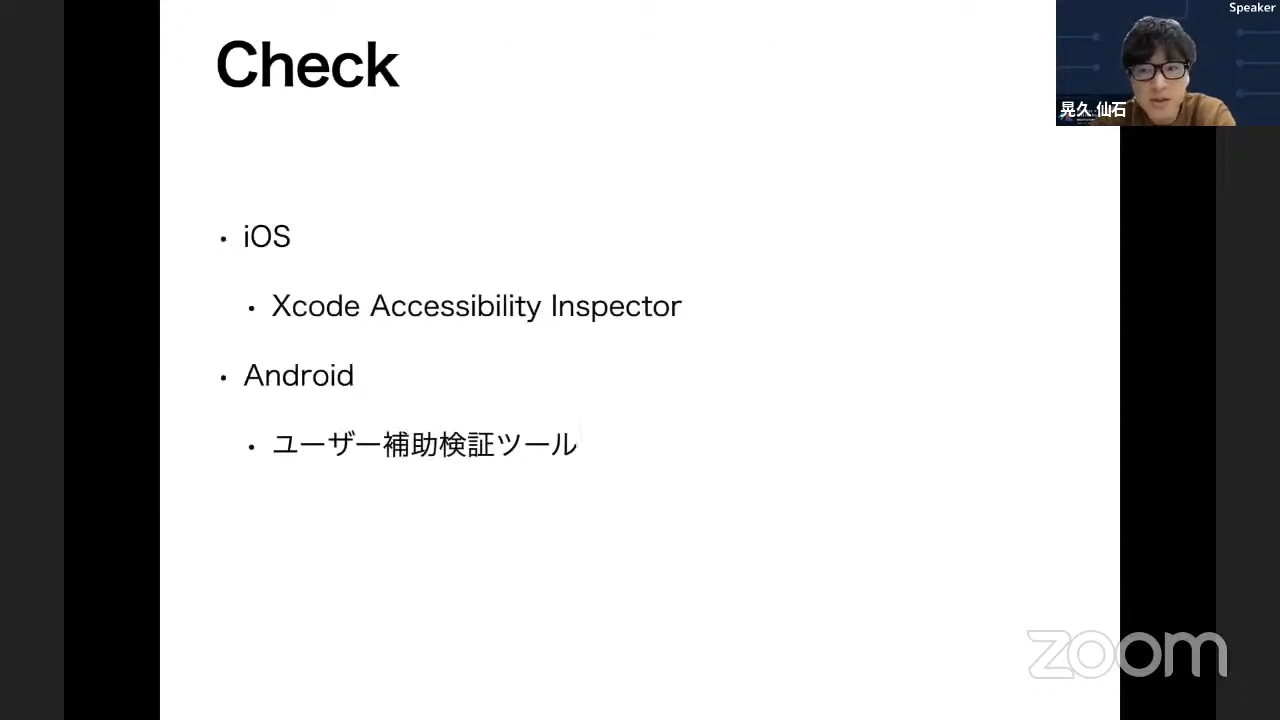 Check
Speaker
晃久 仙石
・ iOS
・ Xcode Accessibility Inspector
・ Android
・ ユーザー補助検証ツール
zoom